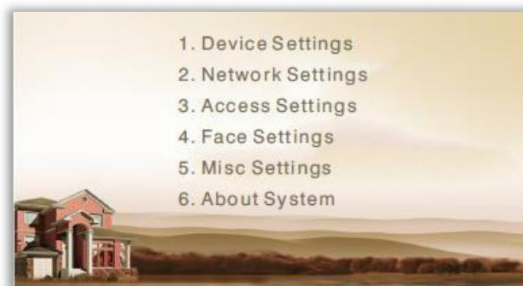 1. Device Settings
2. Network Settings
3. Access Settings
4. Face Settings
5. Misc Settings
6. About System